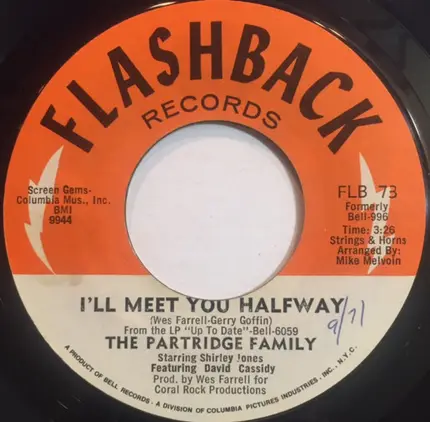 FLASHBACK
RECORDS
Screen Gems-
Columbia Mus., Inc.
BMI
9944
FLB 73
Formerly
Bell-996
Time: 3:26
Strings & Horns
Arranged By:
Mike Melvoin
I'LL MEET YOU HALFWAY
(Wes Farrell-Gerry Goffin)
From the LP "Up To Date"-Bell-6059
9/71
THE PARTRIDGE FAMILY
Starring Shirley Jones
Featuring David Cassidy
Prod. by Wes Farrell for
Coral Rock Productions
A PRODUCT OF BELL RECORDS. - A DIVISION OF COLUMBIA PICTURES INDUSTRIES, INC., N.Y.C.